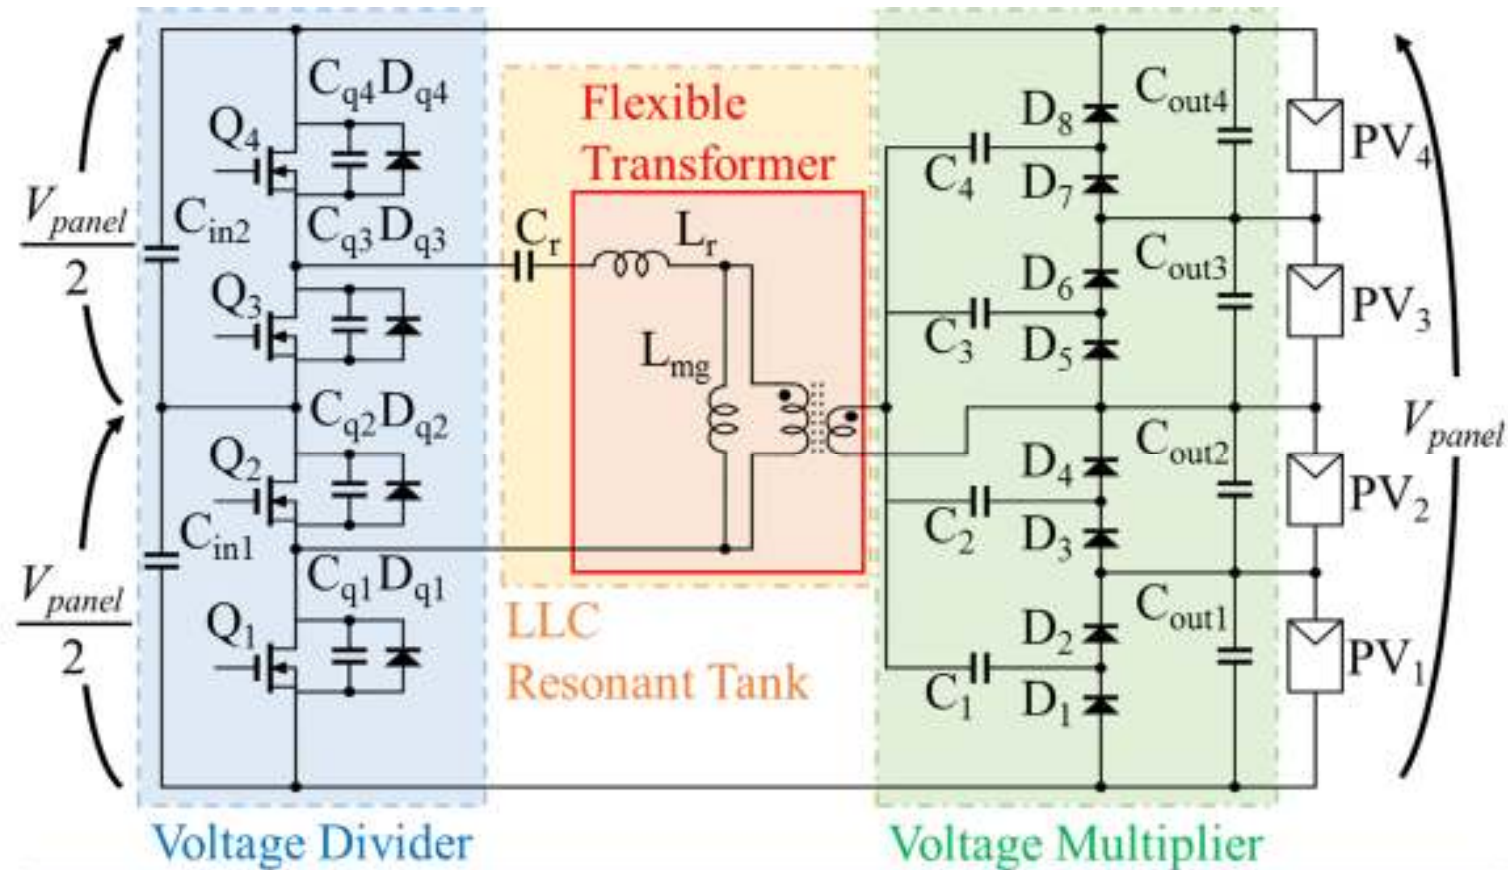 V_panel
2
V_panel
2
C_in2
C_in1
Q_4
C_q4 D_q4
Q_3
C_q3 D_q3
Q_2
C_q2 D_q2
Q_1
C_q1 D_q1
Voltage Divider
Flexible
Transformer
C_r
L_r
L_mg
LLC
Resonant Tank
D_8
C_4
D_7
D_6
C_3
D_5
D_4
C_2
D_3
D_2
C_1
D_1
C_out4
C_out3
C_out2
C_out1
PV_4
PV_3
PV_2
PV_1
V_panel
Voltage Multiplier